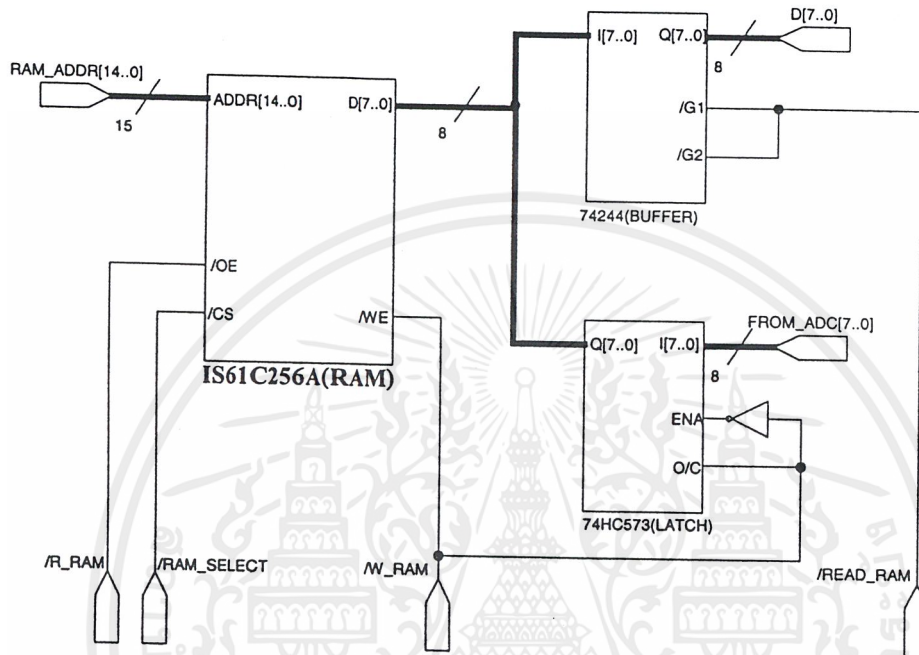 D[7..0]
I[7..0] Q[7..0]
8
RAM_ADDR[14..0]
ADDR[14..0] D[7..0]
15
8
/G1
/G2
74244(BUFFER)
/OE
/CS
/WE
IS61C256A(RAM)
FROM_ADC[7..0]
Q[7..0] I[7..0]
8
ENA
O/C
74HC573(LATCH)
/R_RAM
/RAM_SELECT
/W_RAM
/READ_RAM